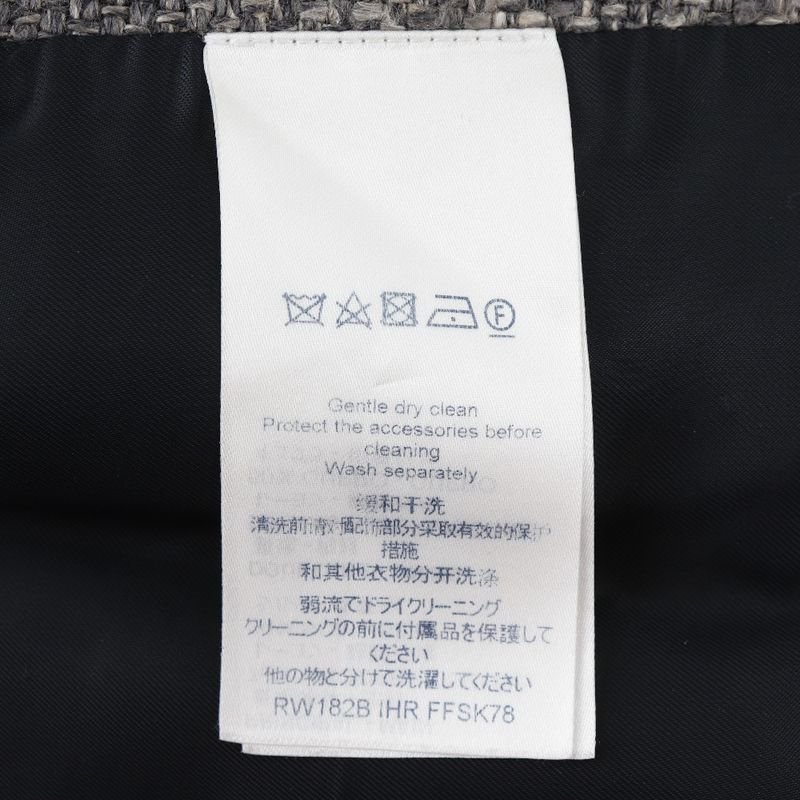 F
Gentle dry clean
Protect the accessories before
cleaning
Wash separately
缓和干洗
清洗前请对配饰部分采取有效的保护
措施
和其他衣物分开洗涤
弱流でドライクリーニング
クリーニングの前に付属品を保護して
ください
他の物と分けて洗濯してください
RW182B IHR FFSK78